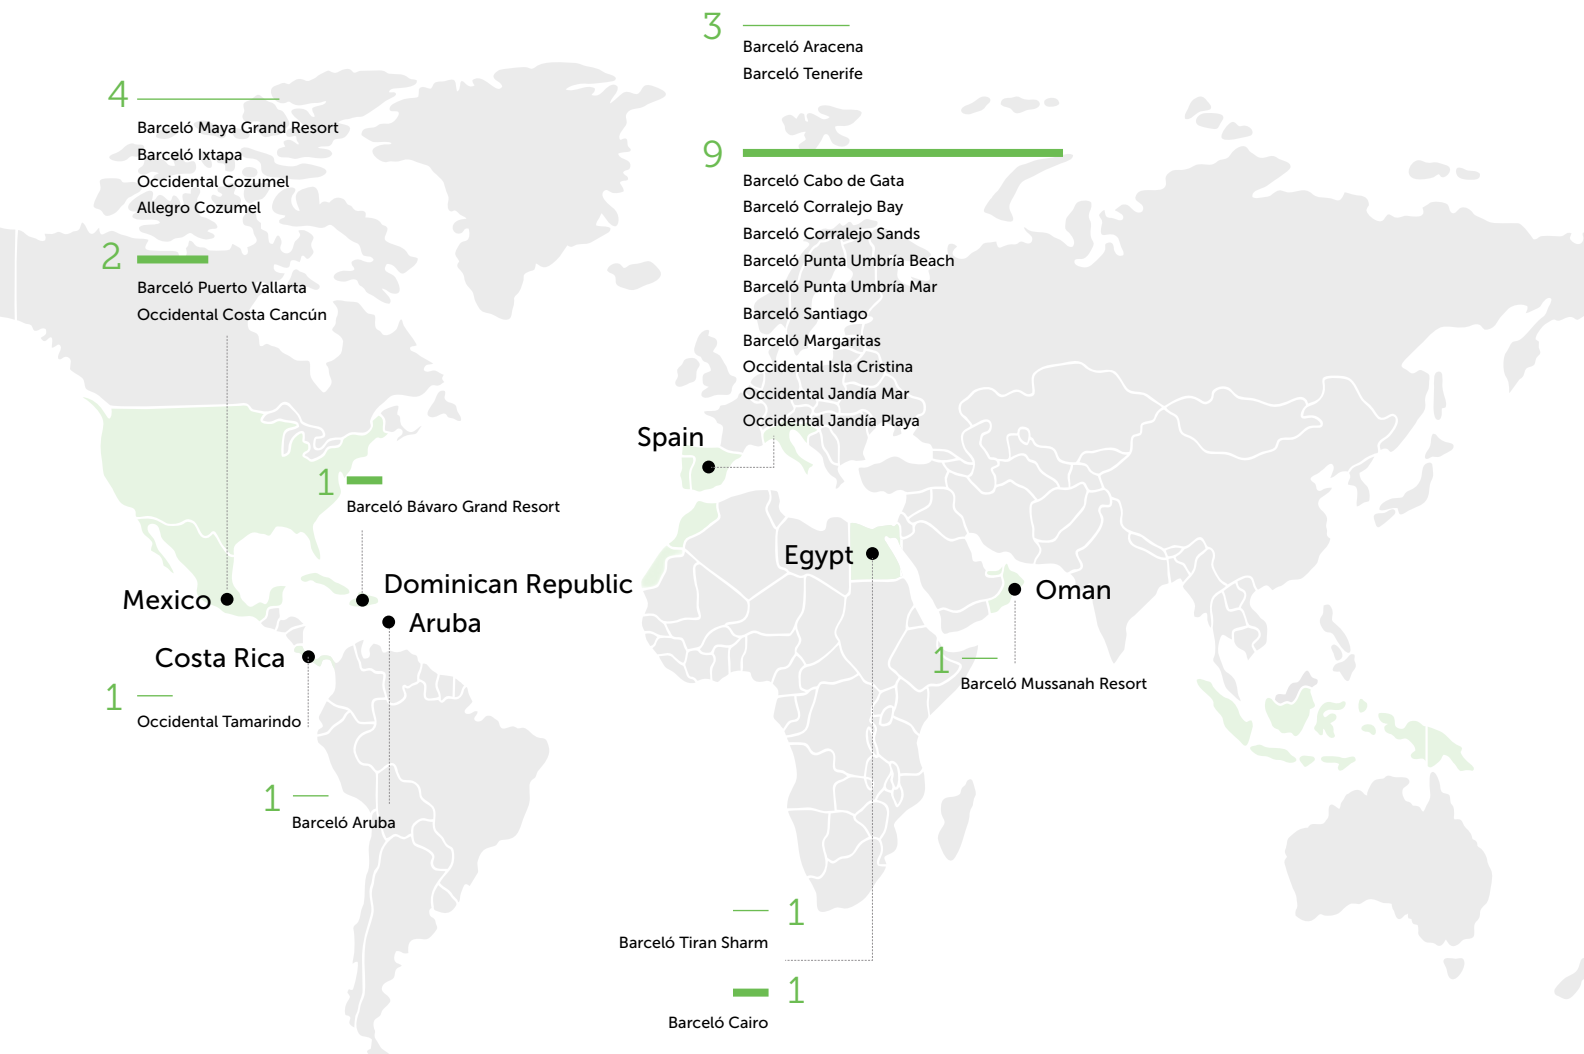 3
Barceló Aracena
Barceló Tenerife
4
Barceló Maya Grand Resort
Barceló Ixtapa
Occidental Cozumel
Allegro Cozumel
9
Barceló Cabo de Gata
Barceló Corralejo Bay
Barceló Corralejo Sands
Barceló Punta Umbría Beach
Barceló Punta Umbría Mar
Barceló Santiago
Barceló Margaritas
Occidental Isla Cristina
Occidental Jandía Mar
Occidental Jandía Playa
2
Barceló Puerto Vallarta
Occidental Costa Cancún
Spain
1
Barceló Bávaro Grand Resort
Egypt
Dominican Republic
Oman
Mexico
Aruba
Costa Rica
1
Barceló Mussanah Resort
1
Occidental Tamarindo
1
Barceló Aruba
1
Barceló Tiran Sharm
1
Barceló Cairo